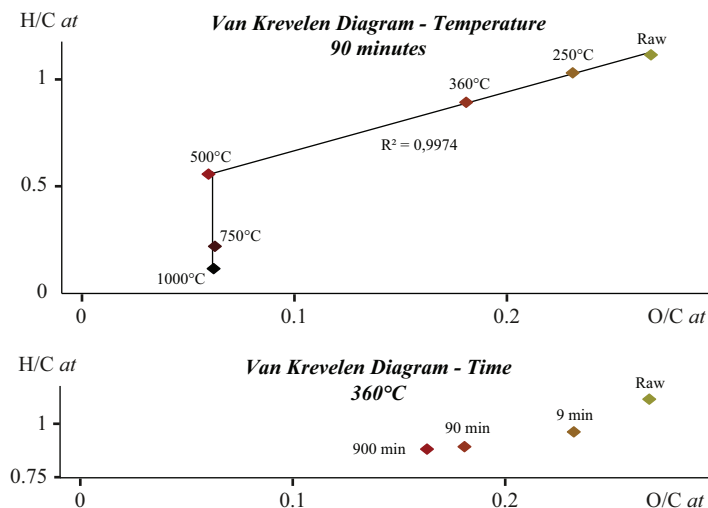 H/C at
Van Krevelen Diagram - Temperature
90 minutes
Raw
250°C
1
360°C
R² = 0,9974
500°C
0.5
750°C
1000°C
0
0
0.1
0.2
O/C at
H/C at
Van Krevelen Diagram - Time
360°C
Raw
1
9 min
90 min
900 min
0.75
0
0.1
0.2
O/C at